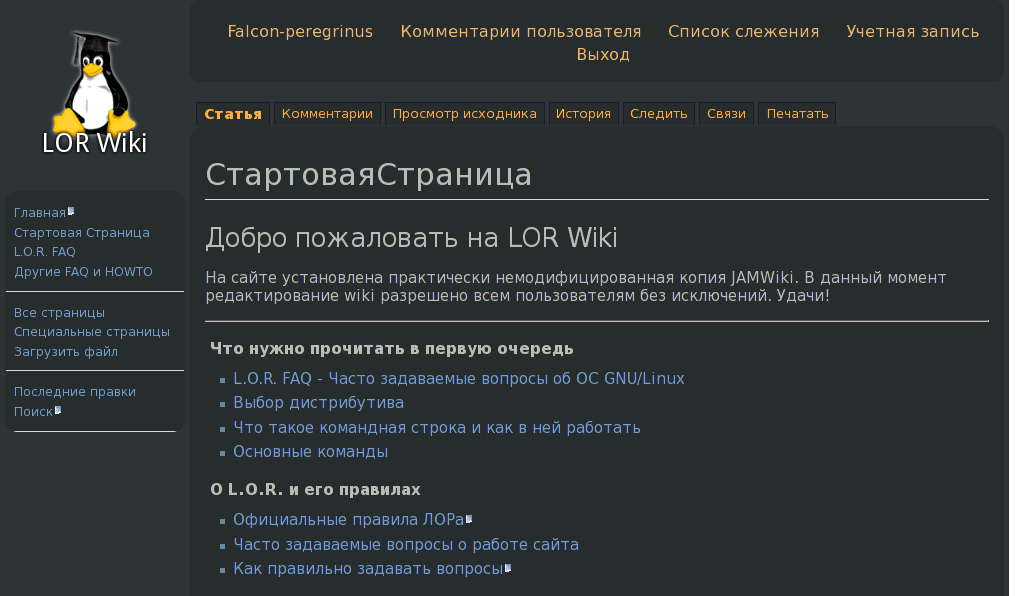 LOR Wiki
Главная
Стартовая Страница
L.O.R. FAQ
Другие FAQ и HOWTO
Все страницы
Специальные страницы
Загрузить файл
Последние правки
Поиск
Falcon-peregrinus Комментарии пользователя Список слежения Учетная запись
Выход
Статья Комментарии Просмотр исходника История Следить Связи Печатать
СтартоваяСтраница
Добро пожаловать на LOR Wiki
На сайте установлена практически немодифицированная копия JAMWiki. В данный момент
редактирование wiki разрешено всем пользователям без исключений. Удачи!
Что нужно прочитать в первую очередь
L.O.R. FAQ - Часто задаваемые вопросы об ОС GNU/Linux
Выбор дистрибутива
Что такое командная строка и как в ней работать
Основные команды
О L.O.R. и его правилах
Официальные правила ЛОРа
Часто задаваемые вопросы о работе сайта
Как правильно задавать вопросы